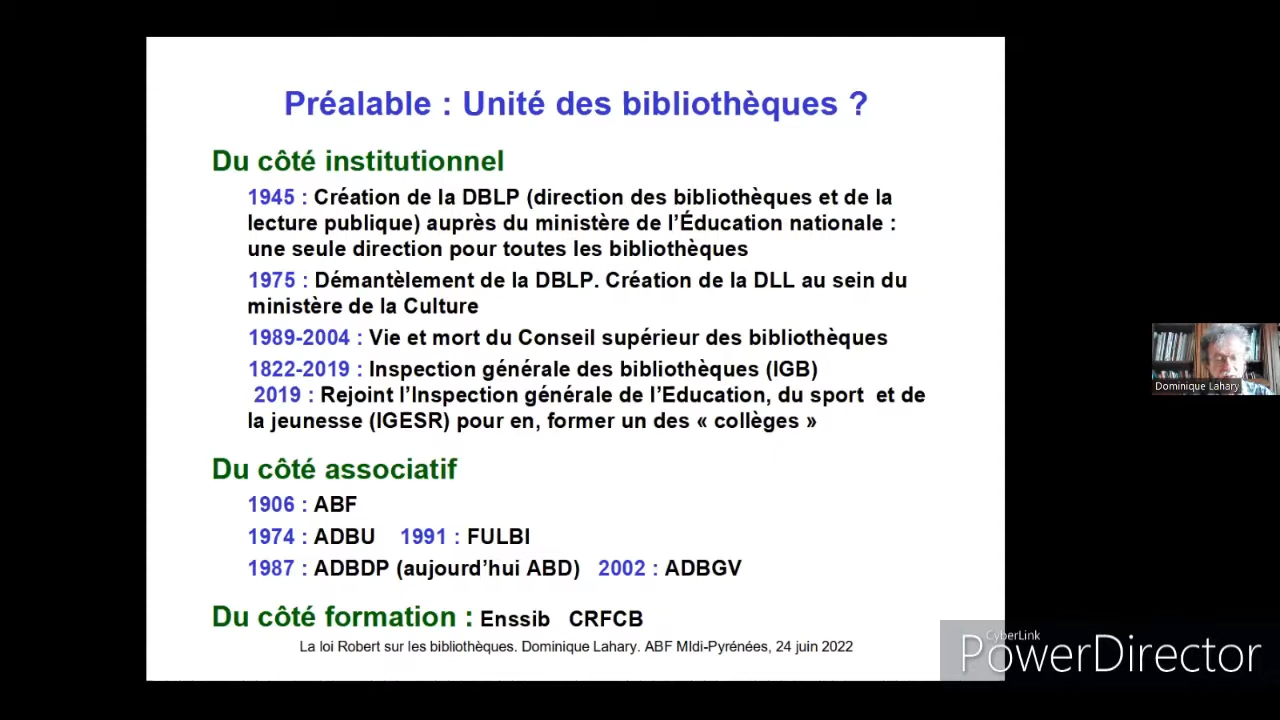 Préalable : Unité des bibliothèques ?
Du côté institutionnel
1945 : Création de la DBLP (direction des bibliothèques et de la
lecture publique) auprès du ministère de l'Éducation nationale :
une seule direction pour toutes les bibliothèques
1975 : Démantèlement de la DBLP. Création de la DLL au sein du
ministère de la Culture
1989-2004 : Vie et mort du Conseil supérieur des bibliothèques
1822-2019 : Inspection générale des bibliothèques (IGB)
2019 : Rejoint l'Inspection générale de l'Education, du sport et de
la jeunesse (IGESR) pour en, former un des « collèges »
Du côté associatif
1906 : ABF
1974 : ADBU 1991 : FULBI
1987 : ADBDP (aujourd'hui ABD) 2002 : ADBGV
Du côté formation : Enssib CRFCB
La loi Robert sur les bibliothèques. Dominique Lahary. ABF MIdi-Pyrénées, 24 juin 2022
Dominique Lahary
CyberLink
PowerDirector